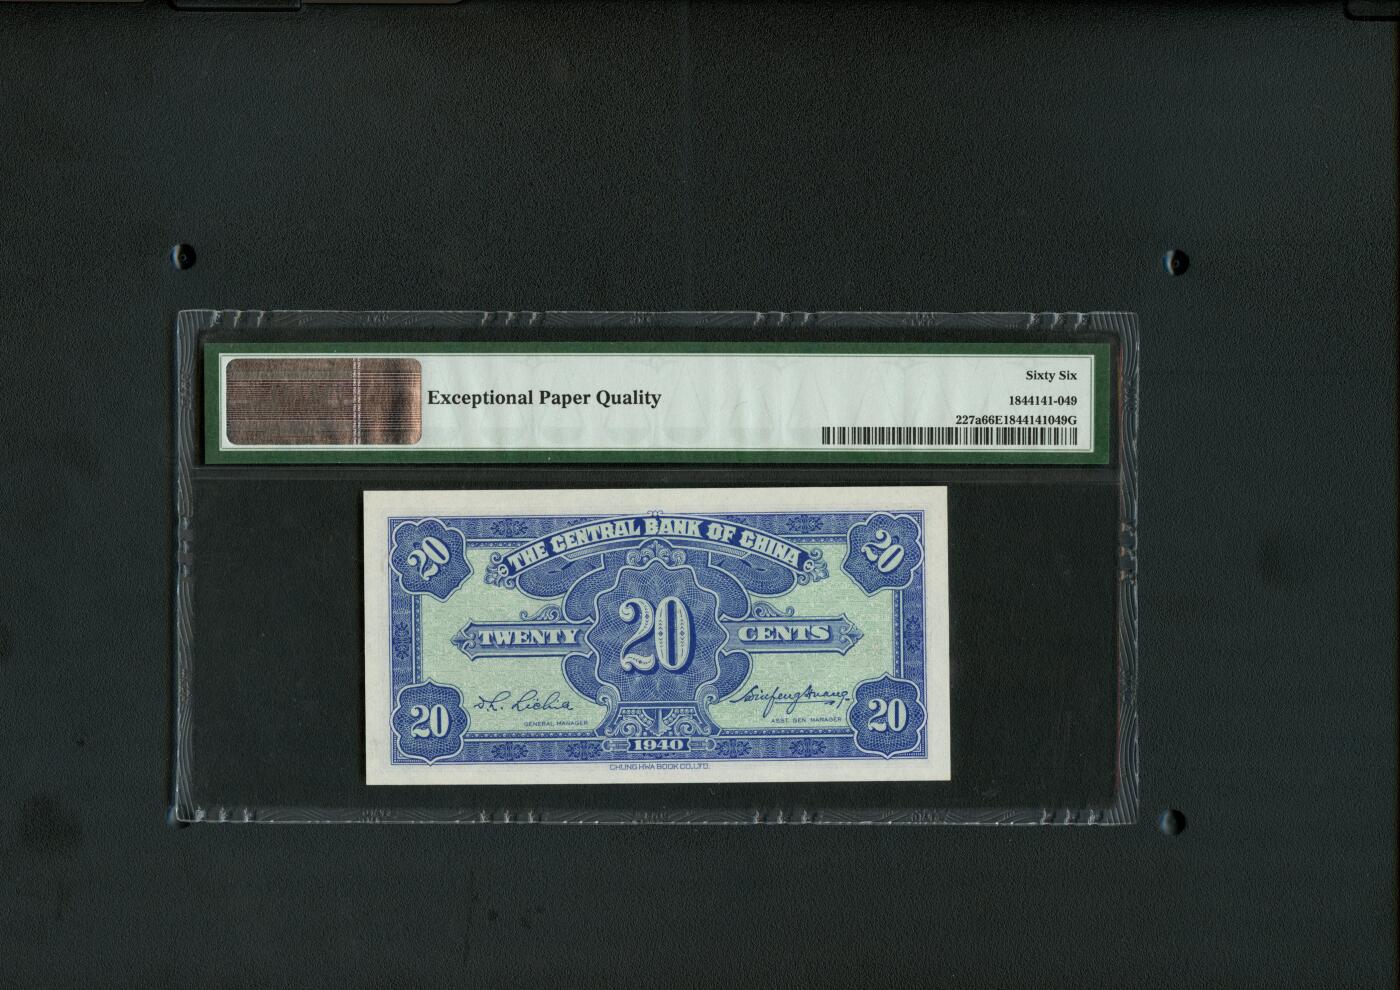 Exceptional Paper Quality
Sixty Six
1844141-049
227a66E1844141049G
THE CENTRAL BANK OF CHINA
20 20
TWENTY 20 CENTS
GENERAL MANAGER
ASST. GEN. MANAGER
20 20
1940
CHUNG HWA BOOK CO., LTD.